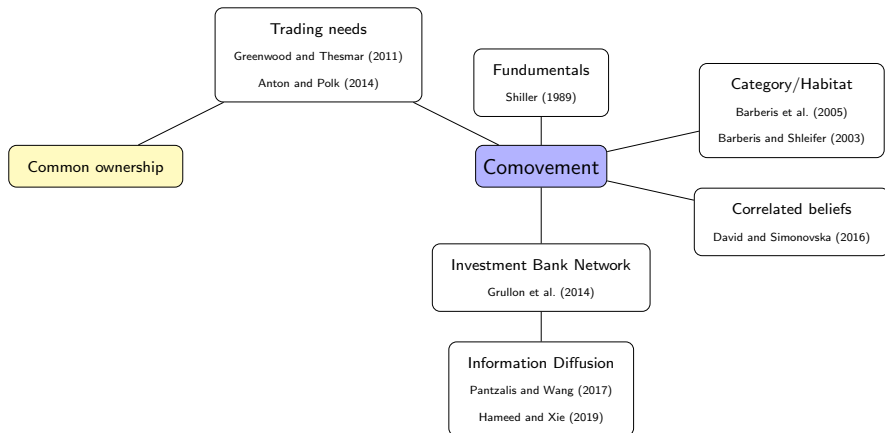 Trading needs
Greenwood and Thesmar (2011)
Anton and Polk (2014)
Fundumentals
Shiller (1989)
Category/Habitat
Barberis et al. (2005)
Barberis and Shleifer (2003)
Common ownership
Comovement
Correlated beliefs
David and Simonovska (2016)
Investment Bank Network
Grullon et al. (2014)
Information Diffusion
Pantzalis and Wang (2017)
Hameed and Xie (2019)